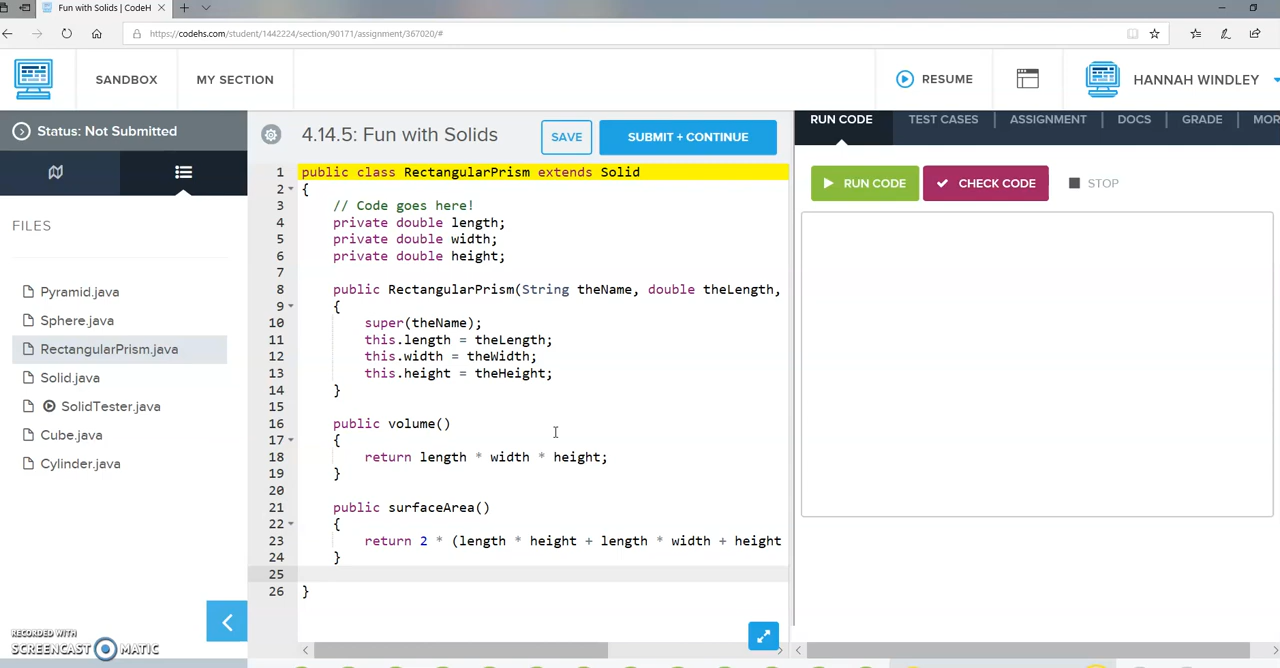 Fun with Solids | CodeH
https://codehs.com/student/1442224/section/90171/assignment/367020/#
SANDBOX
MY SECTION
RESUME
HANNAH WINDLEY
Status: Not Submitted
4.14.5: Fun with Solids
SAVE
SUBMIT + CONTINUE
RUN CODE
TEST CASES
ASSIGNMENT
DOCS
GRADE
MOR
RUN CODE
CHECK CODE
STOP
FILES
Pyramid.java
Sphere.java
RectangularPrism.java
Solid.java
SolidTester.java
Cube.java
Cylinder.java
1 public class RectangularPrism extends Solid
2 {
3 // Code goes here!
4 private double length;
5 private double width;
6 private double height;
7
8 public RectangularPrism(String theName, double theLength,
9 {
10 super(theName);
11 this.length = theLength;
12 this.width = theWidth;
13 this.height = theHeight;
14 }
15
16 public volume()
17 {
18 return length * width * height;
19 }
20
21 public surfaceArea()
22 {
23 return 2 * (length * height + length * width + height
24 }
25
26 }
RECORDED WITH
SCREENCAST MATIC